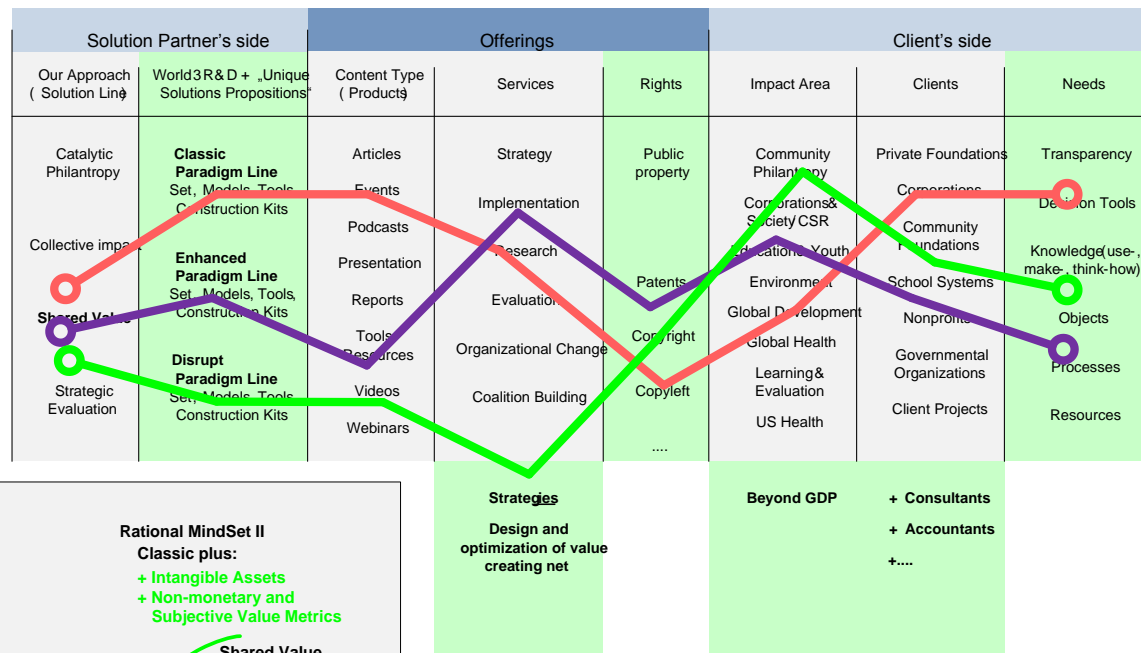 Solution Partner's side
Offerings
Client's side
Our Approach
( Solution Line)
World3 R& D + „Unique
Solutions Propositions“
Content Type
( Products)
Services
Rights
Impact Area
Clients
Needs
Catalytic
Philantropy
Collective impact
Shared Value
Strategic
Evaluation
Classic
Paradigm Line
Set, Models, Tools
Construction Kits
Enhanced
Paradigm Line
Set, Models, Tools,
Construction Kits
Disrupt
Paradigm Line
Set, Models, Tools
Construction Kits
Articles
Events
Podcasts
Presentation
Reports
Tools
Resources
Videos
Webinars
Strategy
Implementation
Research
Evaluation
Organizational Change
Coalition Building
Public
property
Patents
Copyright
Copyleft
....
Community
Philantropy
Corporations&
Society CSR
Education& Youth
Environment
Global Development
Global Health
Learning&
Evaluation
US Health
Private Foundations
Corporations
Community
Foundations
School Systems
Nonprofits
Governmental
Organizations
Client Projects
Transparency
Decision Tools
Knowledge(use-,
make-, think-how)
Objects
Processes
Resources
Strategies
Design and
optimization of value
creating net
Beyond GDP
+ Consultants
+ Accountants
+....
Rational MindSet II
Classic plus:
+ Intangible Assets
+ Non-monetary and
Subjective Value Metrics
Shared Value